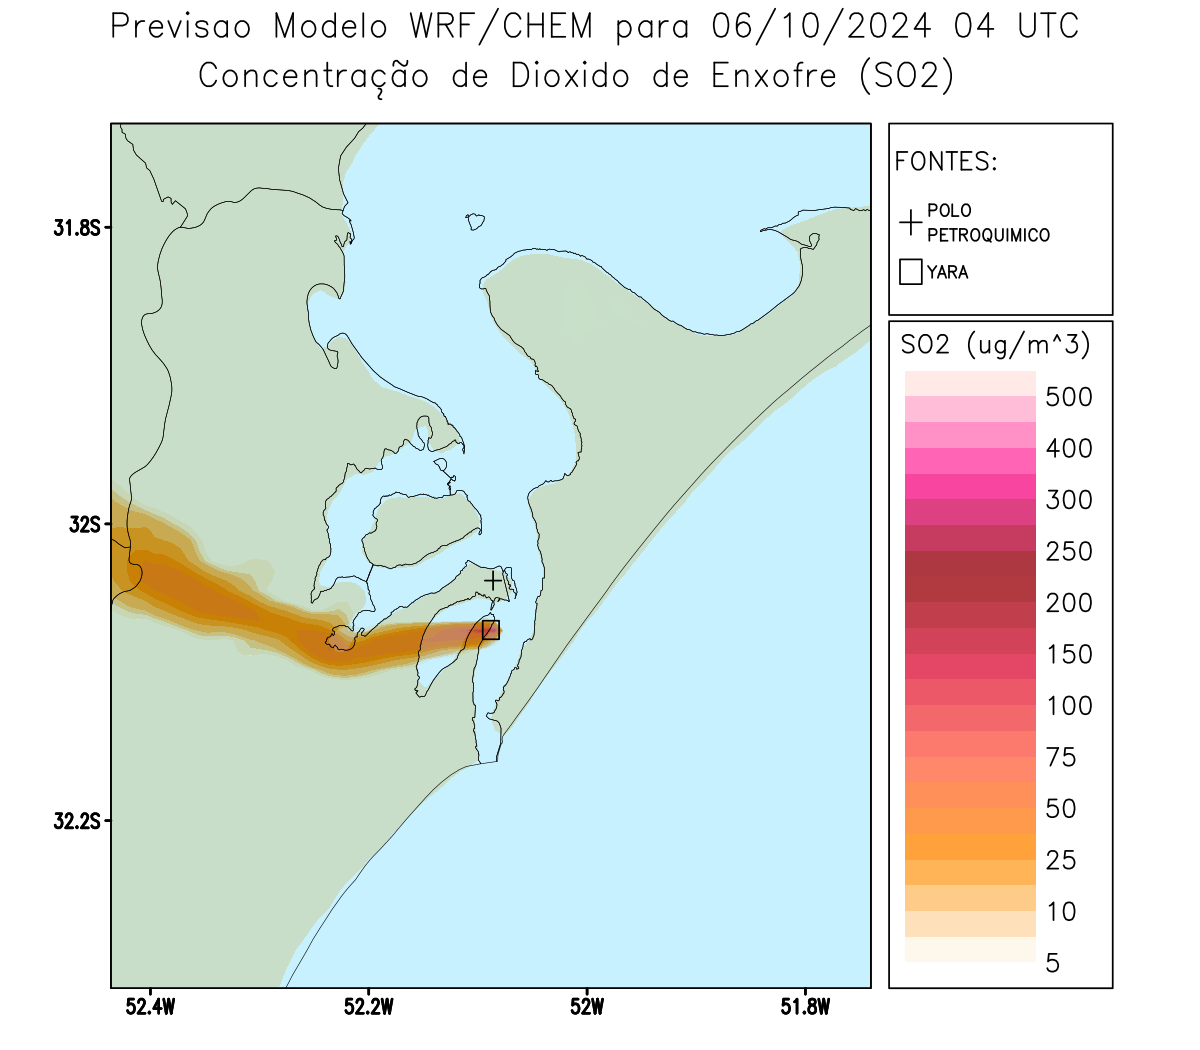 Previsao Modelo WRF/CHEM para 06/10/2024 04 UTC
Concentração de Dioxido de Enxofre (SO2)
FONTES:
POLO
PETROQUIMICO
YARA
SO2 (ug/m^3)
500
400
300
250
200
150
100
75
50
25
10
5
31.8S
32S
32.2S
52.4W
52.2W
52W
51.8W